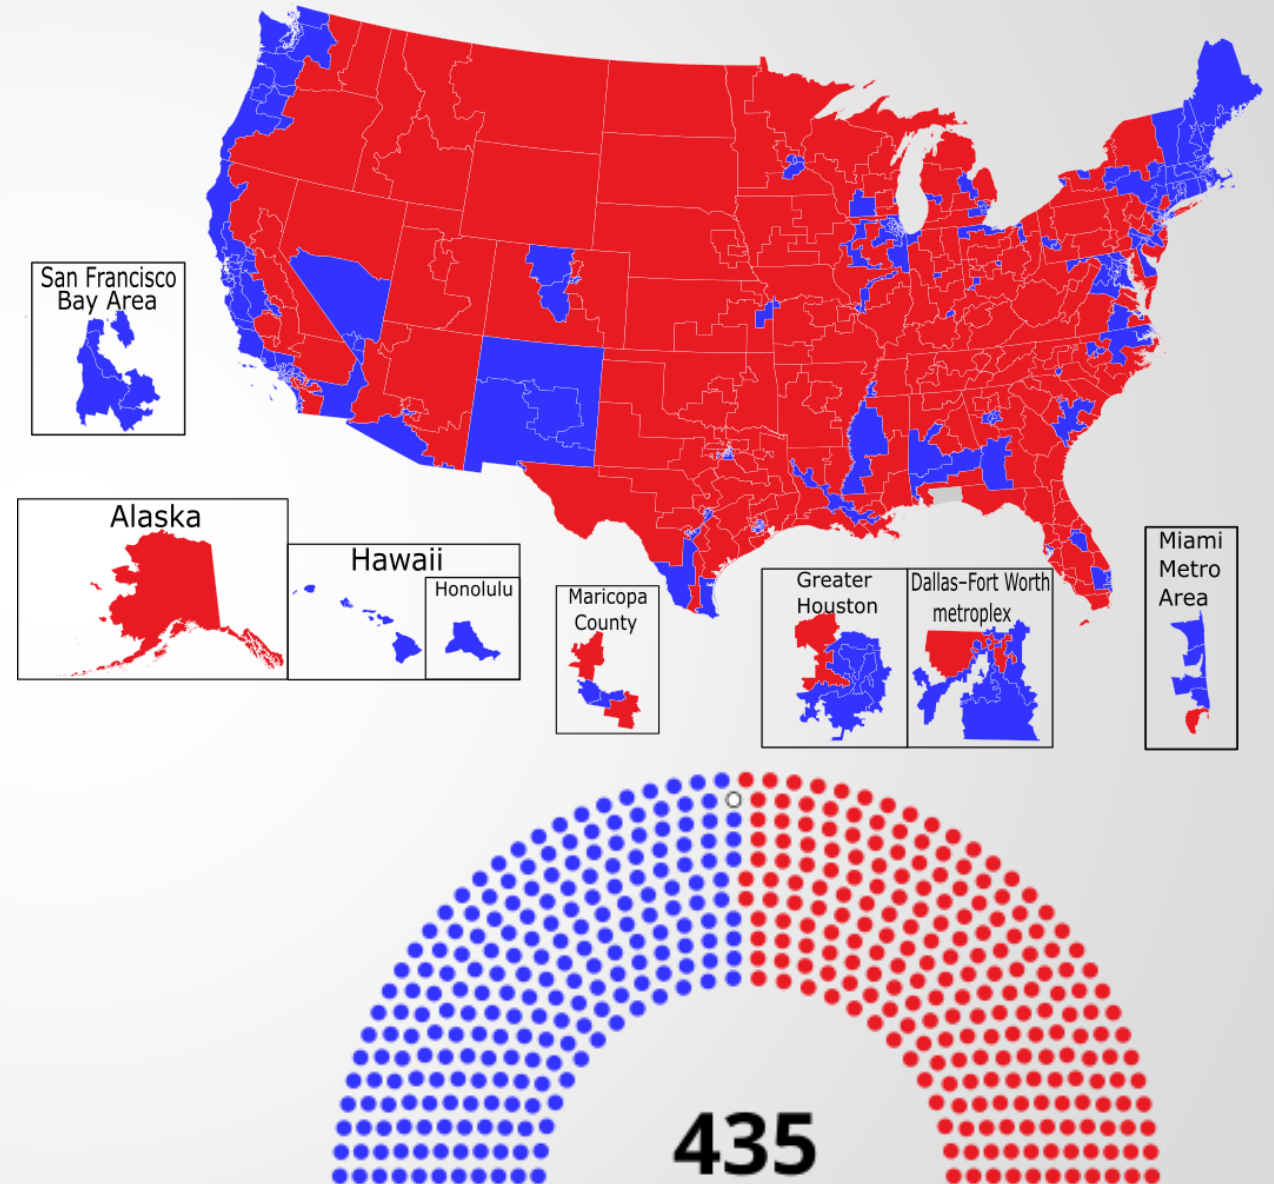 San Francisco
Bay Area
Alaska
Hawaii
Honolulu
Maricopa
County
Greater
Houston
Dallas–Fort Worth
metroplex
Miami
Metro
Area
435